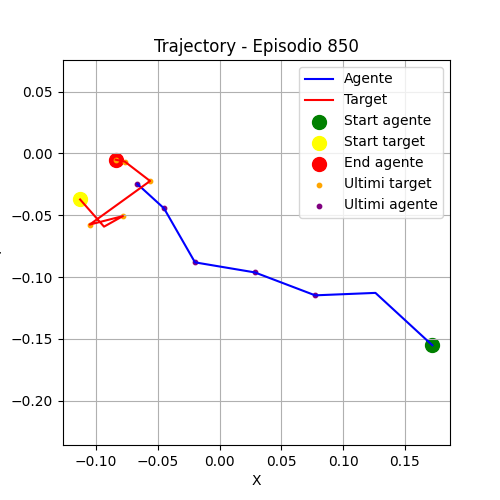 Trajectory - Episodio 850
Agente
Target
Start agente
Start target
End agente
Ultimi target
Ultimi agente
0.05
0.00
−0.05
−0.10
−0.15
−0.20
−0.10
−0.05
0.00
0.05
0.10
0.15
X